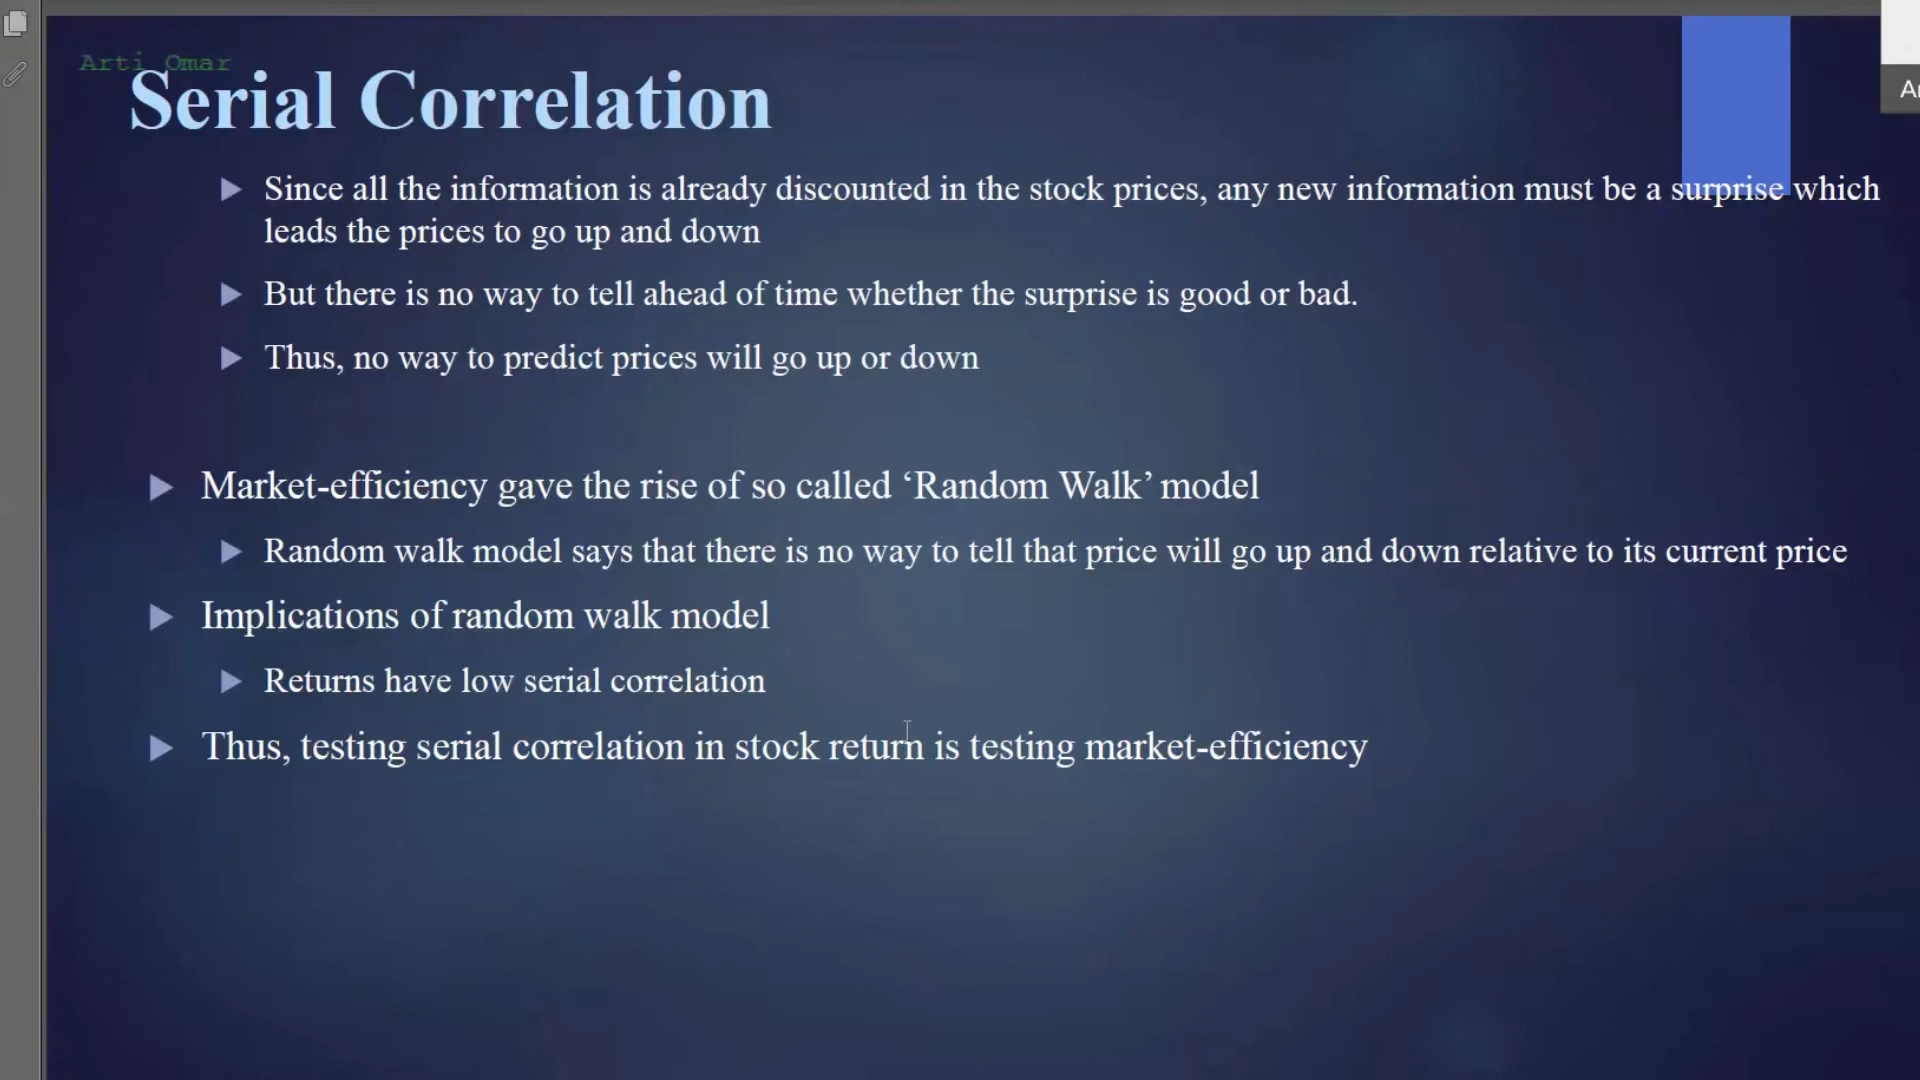 Arti Omar
Serial Correlation
Since all the information is already discounted in the stock prices, any new information must be a surprise which
leads the prices to go up and down
But there is no way to tell ahead of time whether the surprise is good or bad.
Thus, no way to predict prices will go up or down
Market-efficiency gave the rise of so called ‘Random Walk’ model
Random walk model says that there is no way to tell that price will go up and down relative to its current price
Implications of random walk model
Returns have low serial correlation
Thus, testing serial correlation in stock return is testing market-efficiency